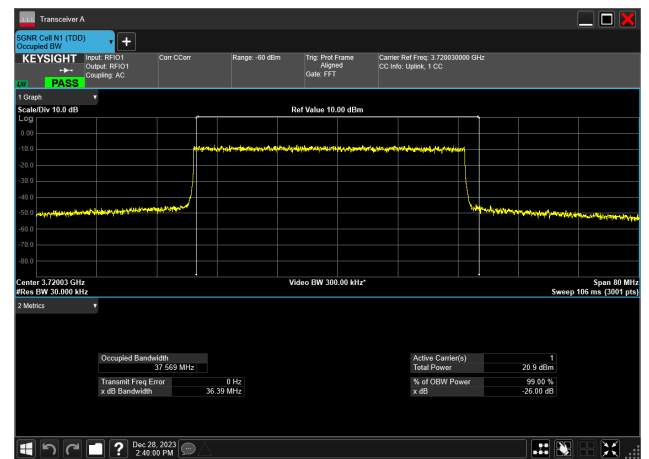 Transceiver A
5GNR Cell N1 (TDD)
Occupied BW
KEYSIGHT
LXI
PASS
Input: RFIO1
Output: RFIO1
Coupling: AC
Corr CCorr
Range: -60 dBm
Trig: Prot Frame
Aligned
Gate: FFT
Carrier Ref Freq: 3.720030000 GHz
CC Info: Uplink, 1 CC
1 Graph
Scale/Div 10.0 dB
Ref Value 10.00 dBm
Log
0.00
-10.0
-20.0
-30.0
-40.0
-50.0
-60.0
-70.0
-80.0
Center 3.72003 GHz
Video BW 300.00 kHz*
Span 80 MHz
#Res BW 30.000 kHz
Sweep 106 ms (3001 pts)
2 Metrics
Occupied Bandwidth
37.569 MHz
Transmit Freq Error 0 Hz
x dB Bandwidth 36.39 MHz
Active Carrier(s) 1
Total Power 20.9 dBm
% of OBW Power 99.00 %
x dB -26.00 dB
?
Dec 28, 2023
2:40:00 PM